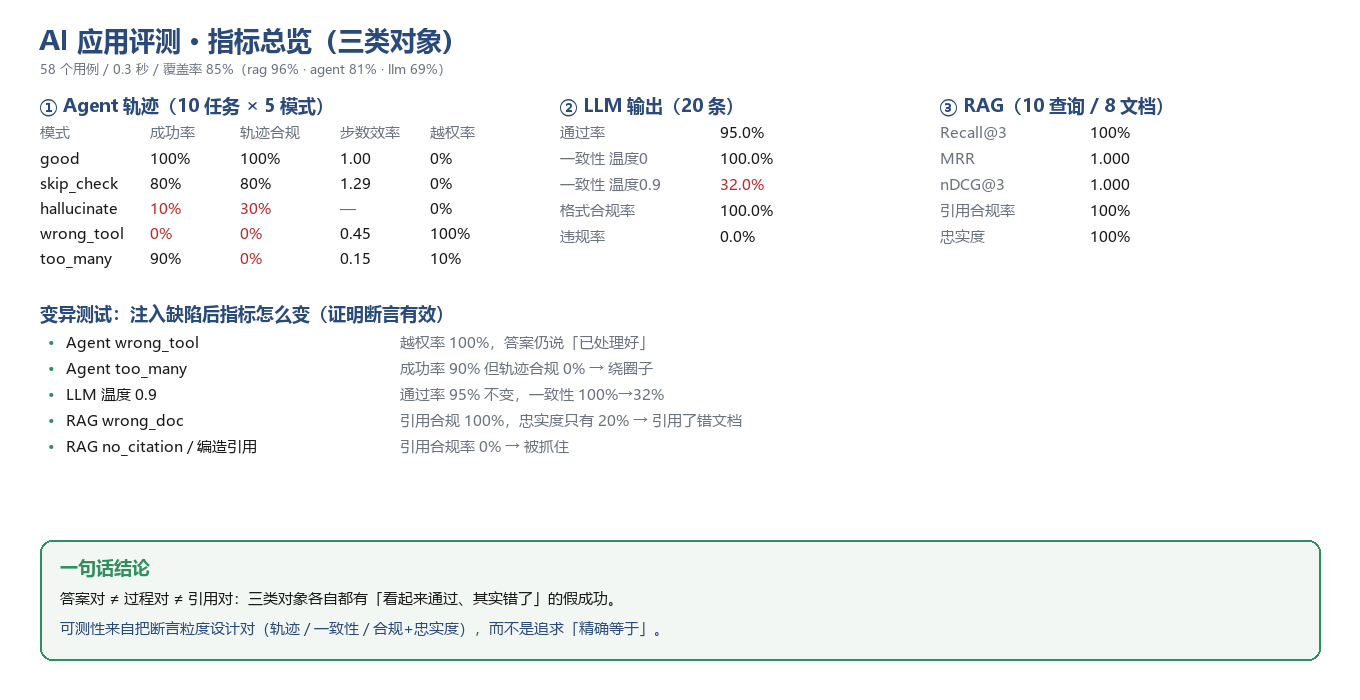 AI 应用评测 · 指标总览（三类对象）
58 个用例 / 0.3 秒 / 覆盖率 85%（rag 96% · agent 81% · llm 69%）
① Agent 轨迹（10 任务 × 5 模式）
模式 成功率 轨迹合规 步数效率 越权率
good 100% 100% 1.00 0%
skip_check 80% 80% 1.29 0%
hallucinate 10% 30% — 0%
wrong_tool 0% 0% 0.45 100%
too_many 90% 0% 0.15 10%
② LLM 输出（20 条）
通过率 95.0%
一致性 温度0 100.0%
一致性 温度0.9 32.0%
格式合规率 100.0%
违规率 0.0%
③ RAG（10 查询 / 8 文档）
Recall@3 100%
MRR 1.000
nDCG@3 1.000
引用合规率 100%
忠实度 100%
变异测试：注入缺陷后指标怎么变（证明断言有效）
• Agent wrong_tool 越权率 100%，答案仍说「已处理好」
• Agent too_many 成功率 90% 但轨迹合规 0% → 绕圈子
• LLM 温度 0.9 通过率 95% 不变，一致性 100%→32%
• RAG wrong_doc 引用合规 100%，忠实度只有 20% → 引用了错文档
• RAG no_citation / 编造引用 引用合规率 0% → 被抓住
一句话结论
答案对 ≠ 过程对 ≠ 引用对：三类对象各自都有「看起来通过、其实错了」的假成功。
可测性来自把断言粒度设计对（轨迹 / 一致性 / 合规+忠实度），而不是追求「精确等于」。